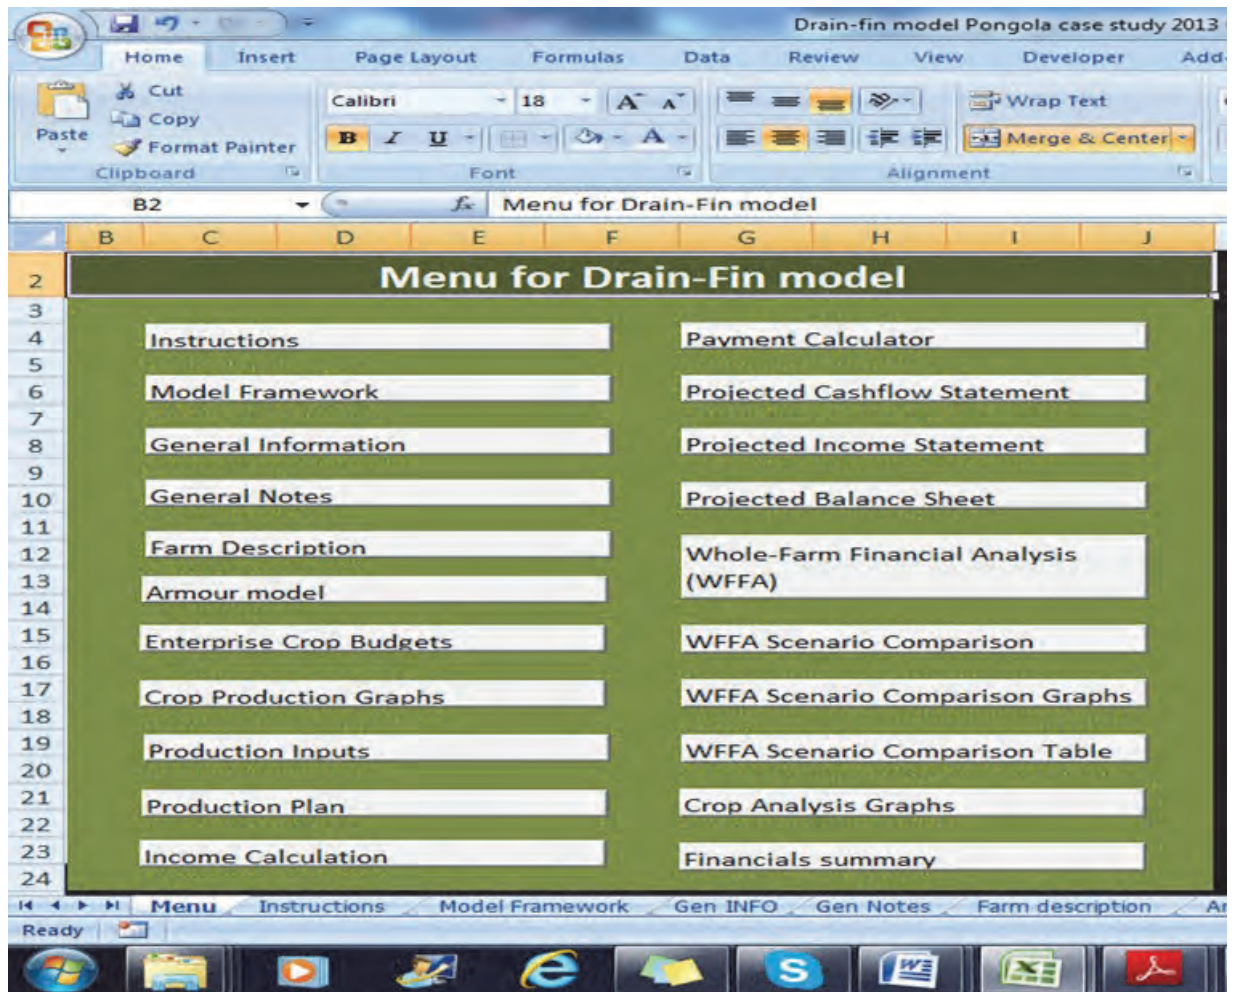 Drain-fin model Pongola case study 2013
Home Insert Page Layout Formulas Data Review View Developer Add-
Cut
Calibri 18 A A Wrap Text
Copy
Paste
Format Painter B I U A Merge & Center
Clipboard Font Alignment
B2 fx Menu for Drain-Fin model
B C D E F G H I J
2 Menu for Drain-Fin model
3
4 Instructions Payment Calculator
5
6 Model Framework Projected Cashflow Statement
7
8 General Information Projected Income Statement
9
10 General Notes Projected Balance Sheet
11
12 Farm Description Whole-Farm Financial Analysis
13 Armour model (WFFA)
14
15 Enterprise Crop Budgets WFFA Scenario Comparison
16
17 Crop Production Graphs WFFA Scenario Comparison Graphs
18
19 Production Inputs WFFA Scenario Comparison Table
20
21 Production Plan Crop Analysis Graphs
22
23 Income Calculation Financials summary
24
Menu Instructions Model Framework Gen INFO Gen Notes Farm description Ar
Ready